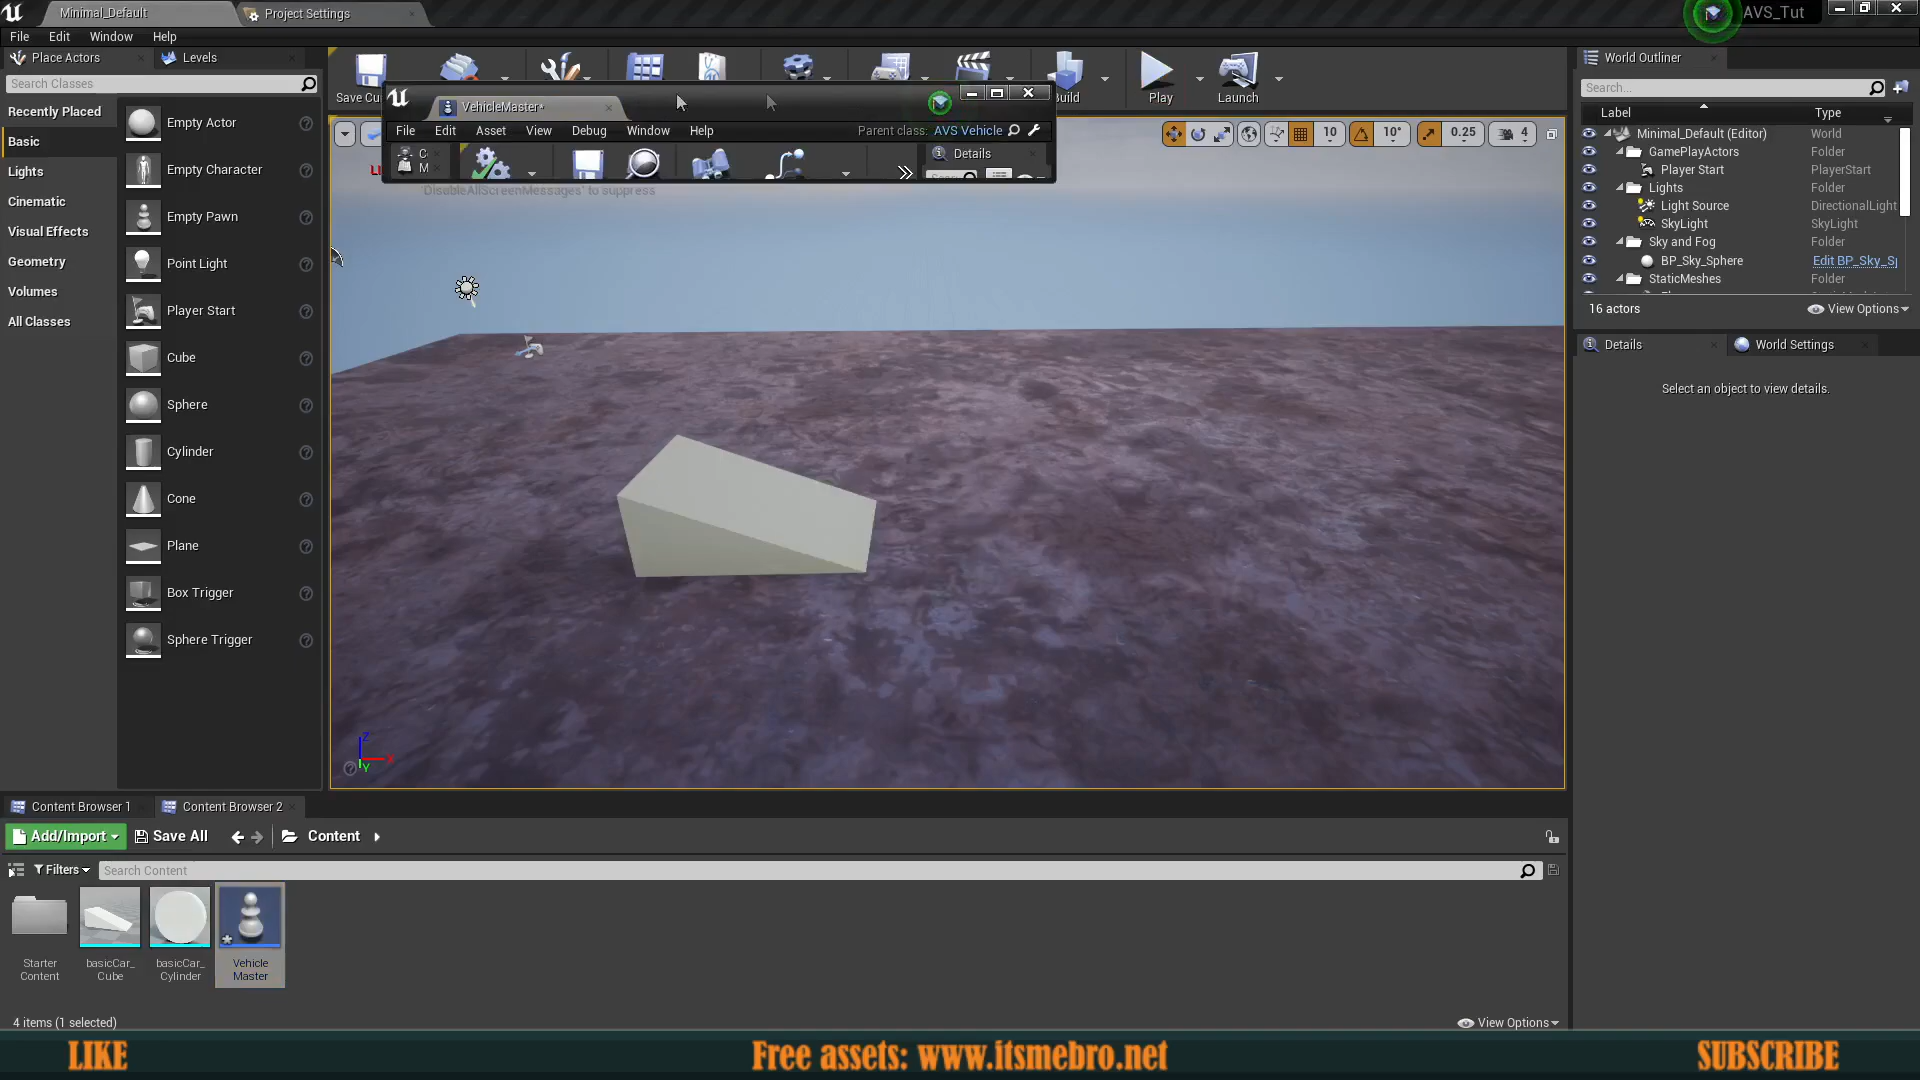 Minimal_Default
Project Settings
AVS_Tut
File Edit Window Help
Place Actors
Levels
Search Classes
Recently Placed
Basic
Lights
Cinematic
Visual Effects
Geometry
Volumes
All Classes
Empty Actor
Empty Character
Empty Pawn
Point Light
Player Start
Cube
Sphere
Cylinder
Cone
Plane
Box Trigger
Sphere Trigger
Save Cu
Build
Play
Launch
VehicleMaster*
File Edit Asset View Debug Window Help
Parent class: AVS Vehicle
Details
'DisableAllScreenMessages' to suppress
10
10°
0.25
4
World Outliner
Search...
Label Type
Minimal_Default (Editor) World
GamePlayActors Folder
Player Start PlayerStart
Lights Folder
Light Source DirectionalLight
SkyLight SkyLight
Sky and Fog Folder
BP_Sky_Sphere Edit BP_Sky_Sp
StaticMeshes Folder
16 actors
View Options
Details
World Settings
Select an object to view details.
Z
X
Y
Content Browser 1
Content Browser 2
Add/Import
Save All
Content
Filters
Search Content
Starter Content
basicCar_Cube
basicCar_Cylinder
Vehicle Master
4 items (1 selected)
View Options
LIKE
Free assets: www.itsmebro.net
SUBSCRIBE